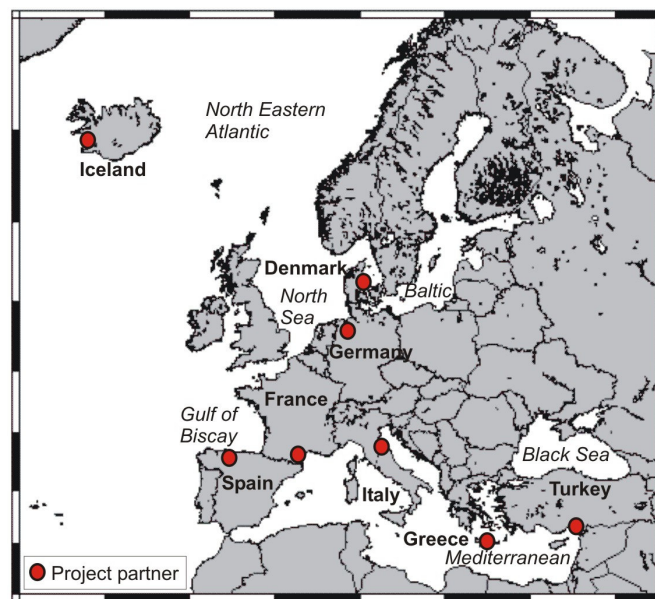 North Eastern
Atlantic
Iceland
Denmark
North
Sea
Baltic
Germany
France
Gulf of
Biscay
Black Sea
Spain
Italy
Turkey
Greece
Mediterranean
Project partner